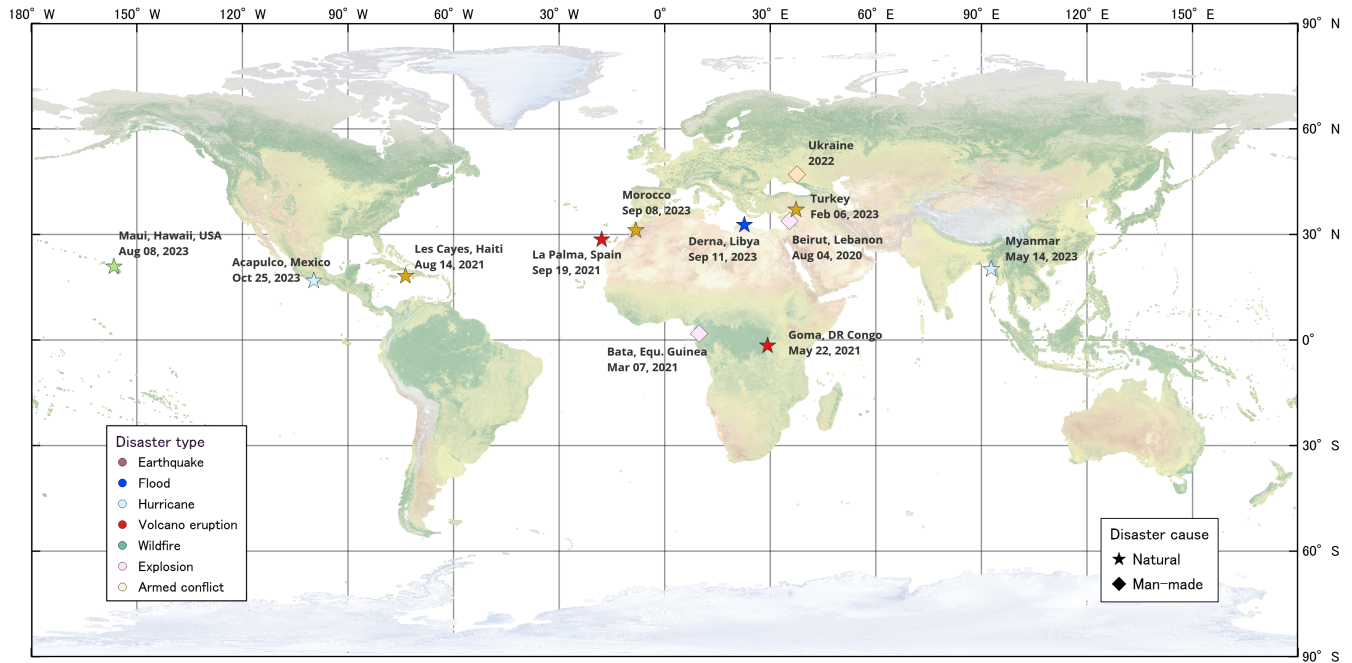 180° W 150° W 120° W 90° W 60° W 30° W 0° 30° E 60° E 90° E 120° E 150° E
90° N
60° N
Ukraine
2022
Morocco
Sep 08, 2023
Turkey
Feb 06, 2023
30° N
Maui, Hawaii, USA
Aug 08, 2023
Acapulco, Mexico
Oct 25, 2023
Les Cayes, Haiti
Aug 14, 2021
La Palma, Spain
Sep 19, 2021
Derna, Libya
Sep 11, 2023
Beirut, Lebanon
Aug 04, 2020
Myanmar
May 14, 2023
0°
Goma, DR Congo
May 22, 2021
Bata, Equ. Guinea
Mar 07, 2021
30° S
Disaster type
Earthquake
Flood
Hurricane
Volcano eruption
Wildfire
Explosion
Armed conflict
Disaster cause
Natural
Man-made
60° S
90° S